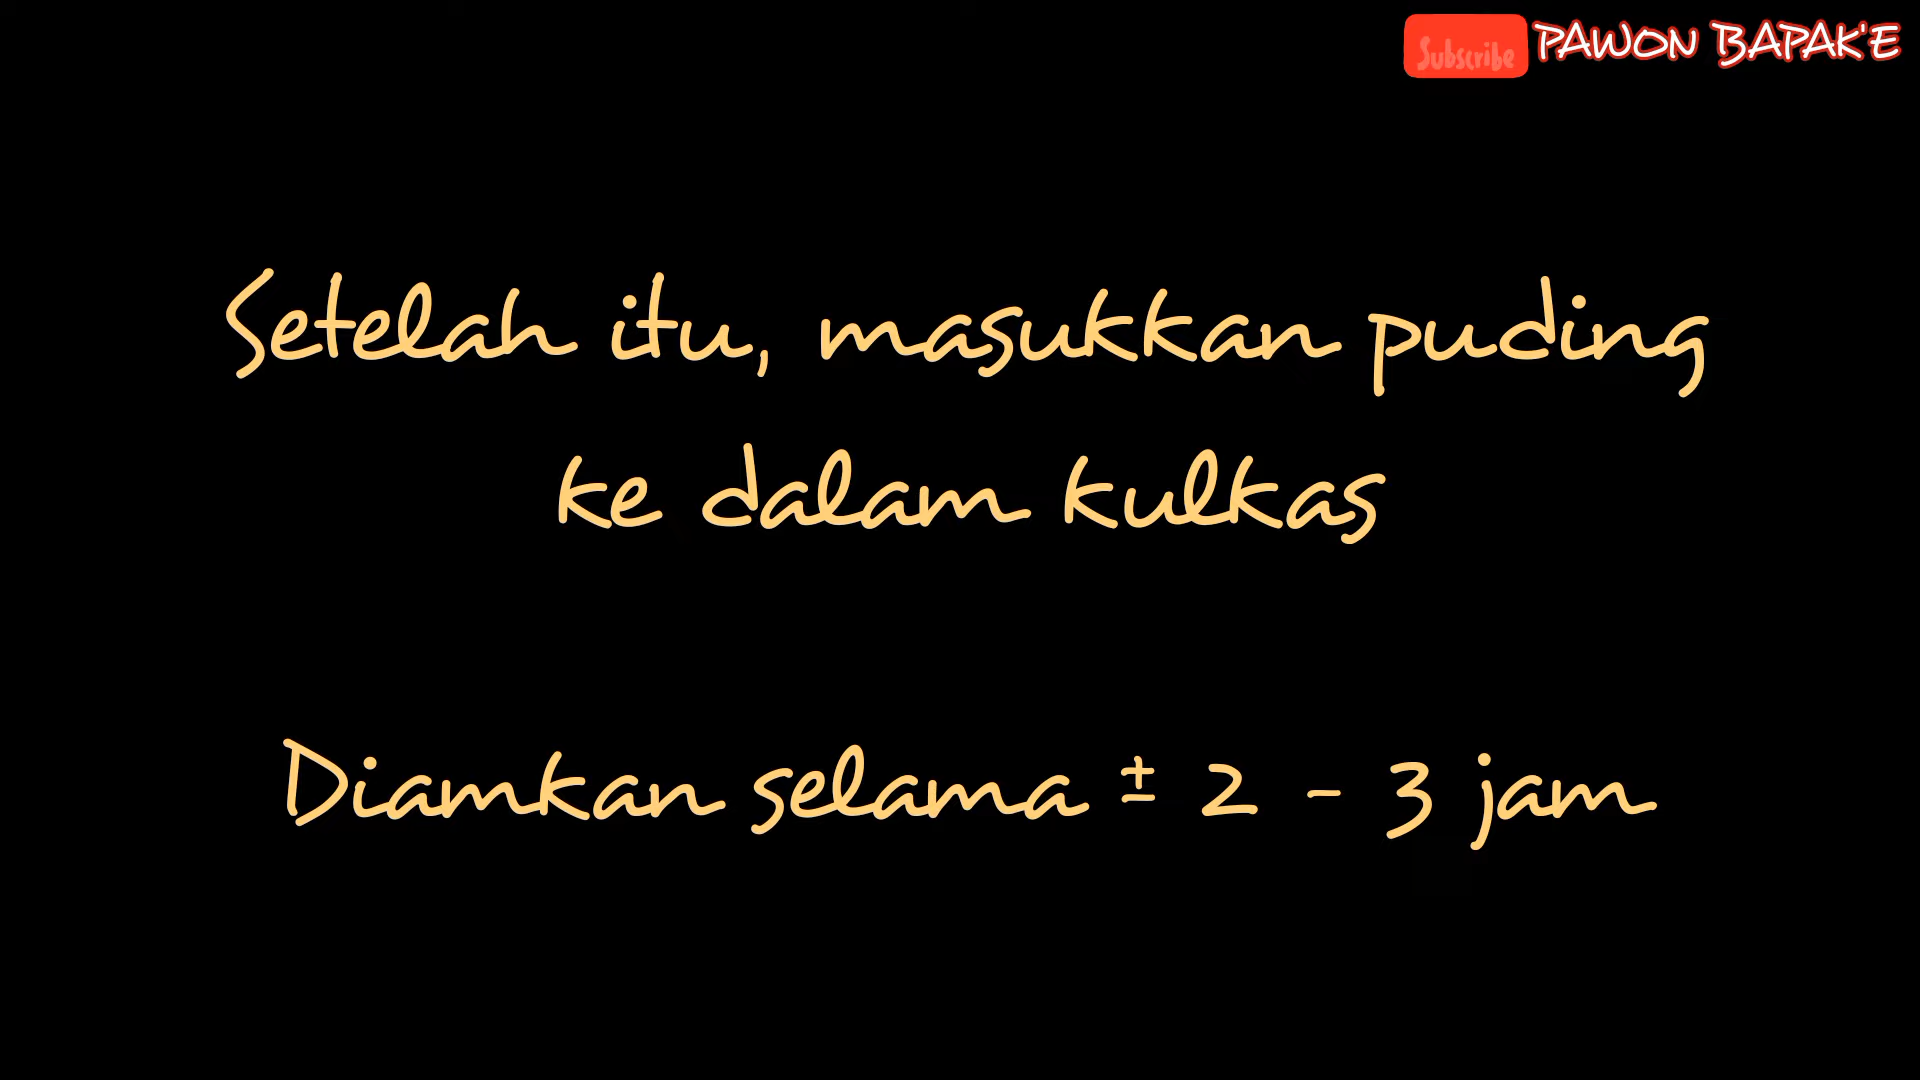 Subscribe PAWON BAPAK'E
Setelah itu, masukkan puding
ke dalam kulkas
Diamkan selama ± 2 - 3 jam